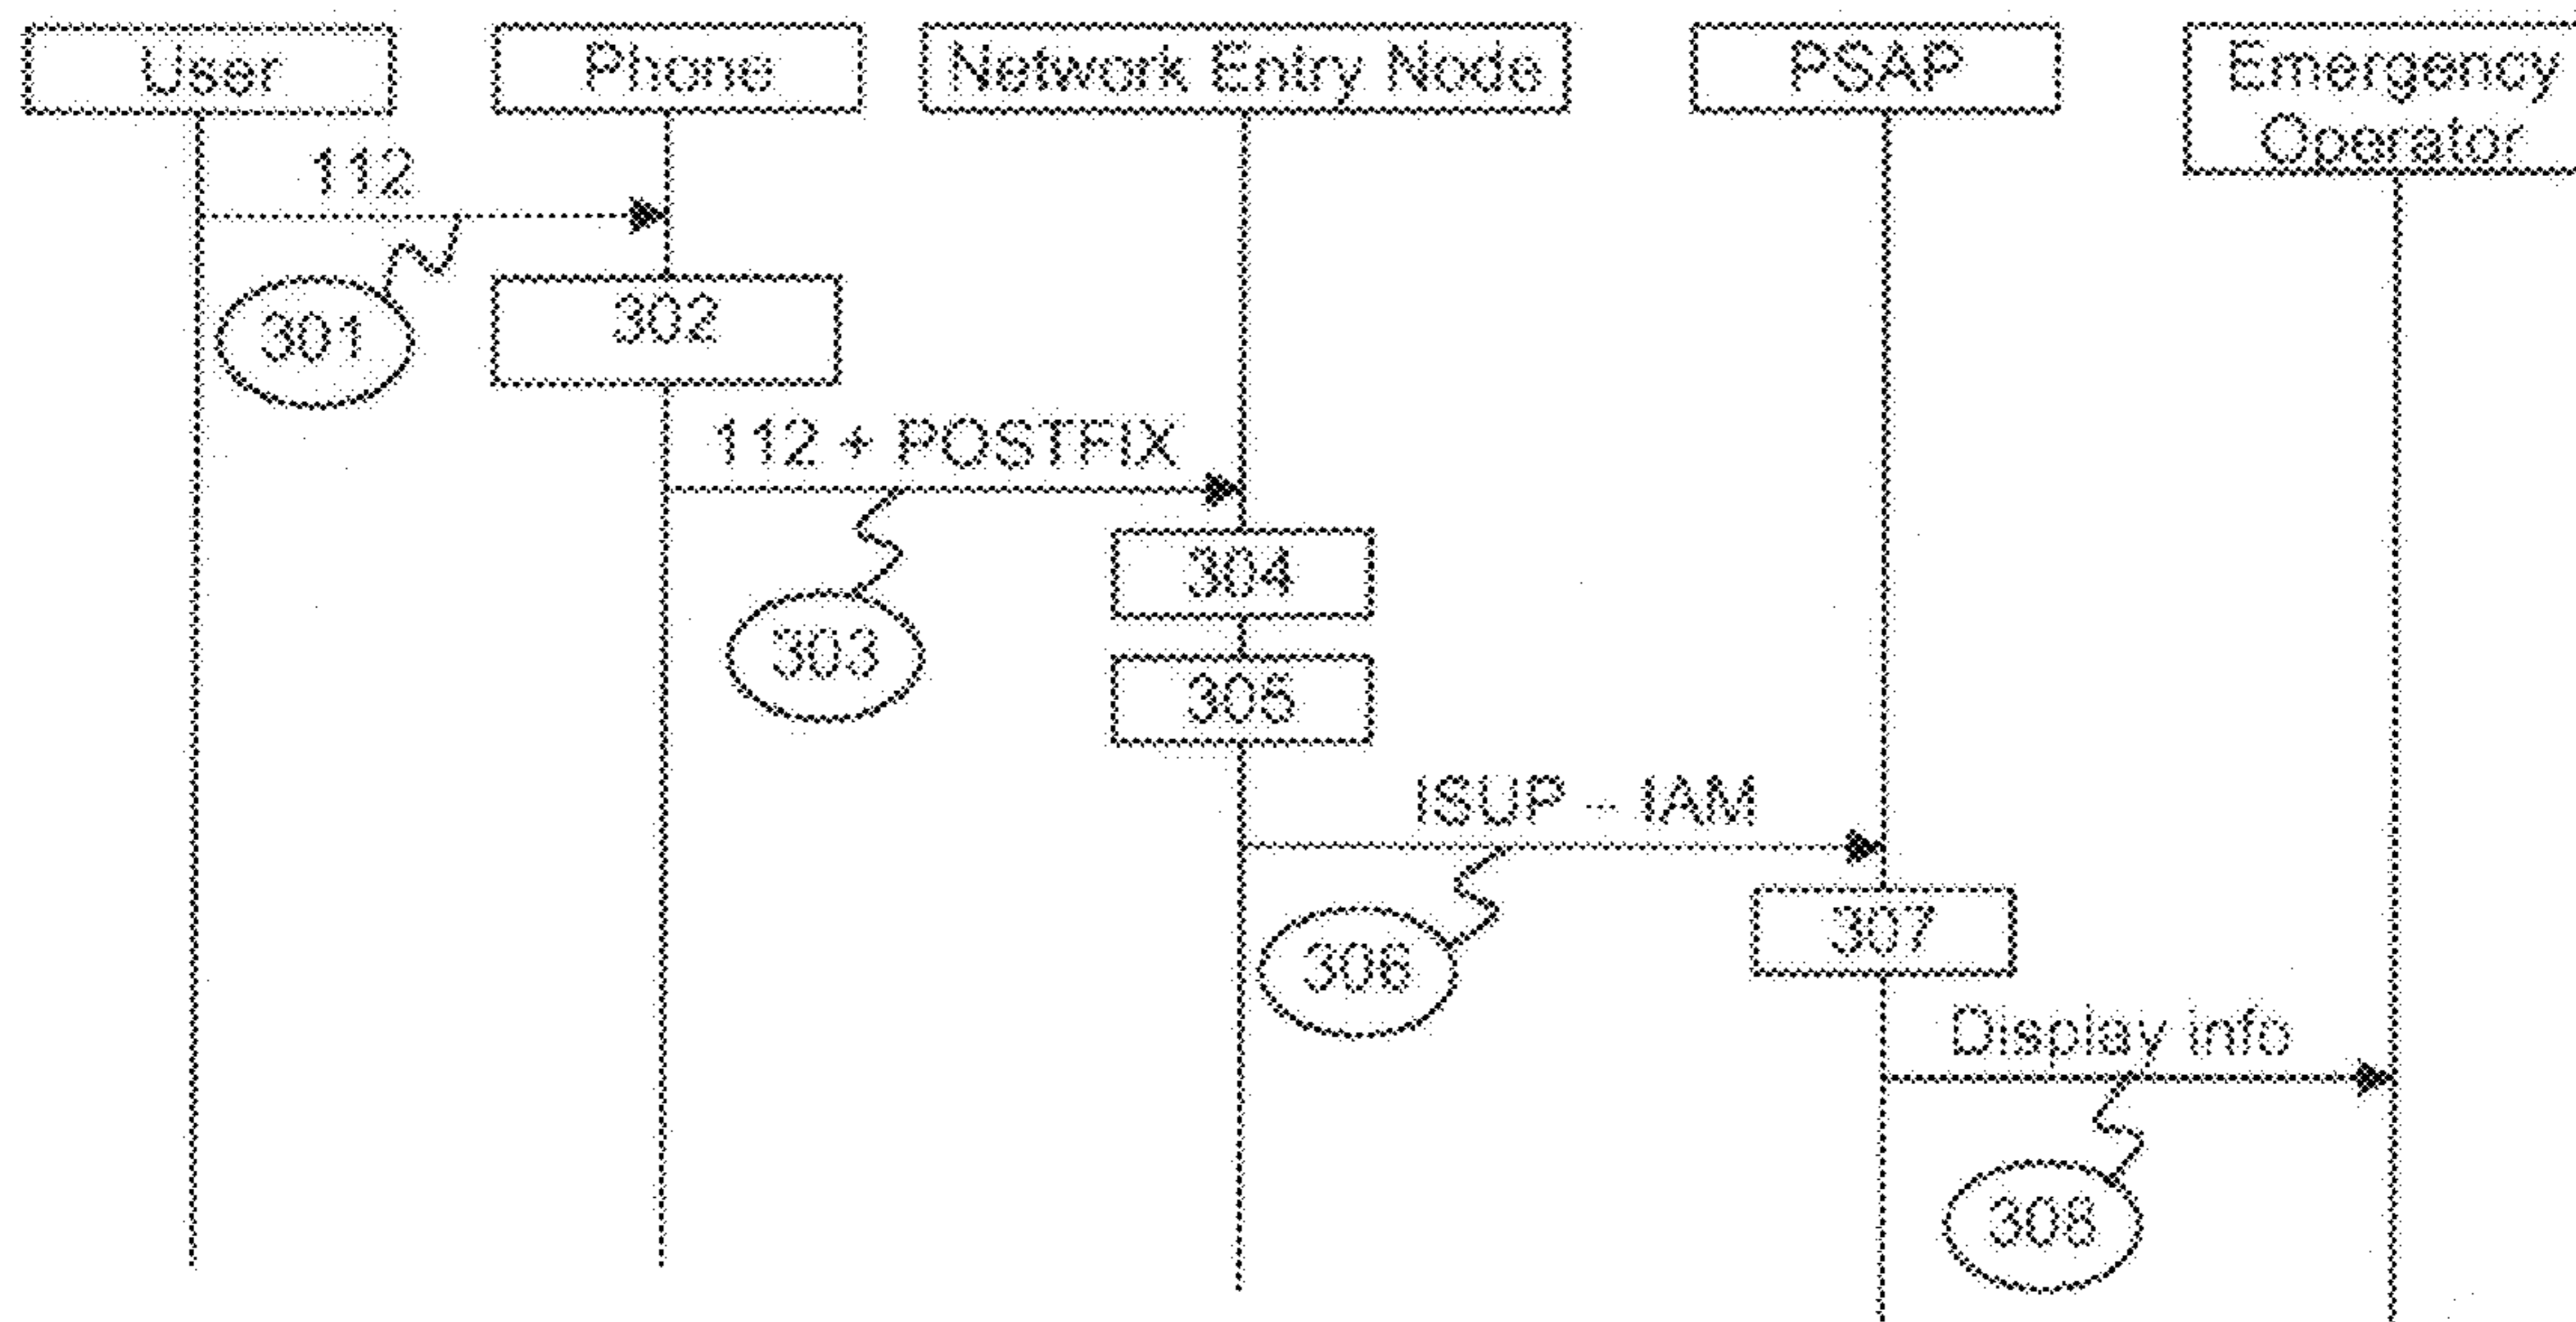 User
Phone
Network Entry Node
PSAP
Emergency
Operator
112
301
302
112 + POSTFIX
303
304
305
ISUP - IAM
306
307
Display info
308